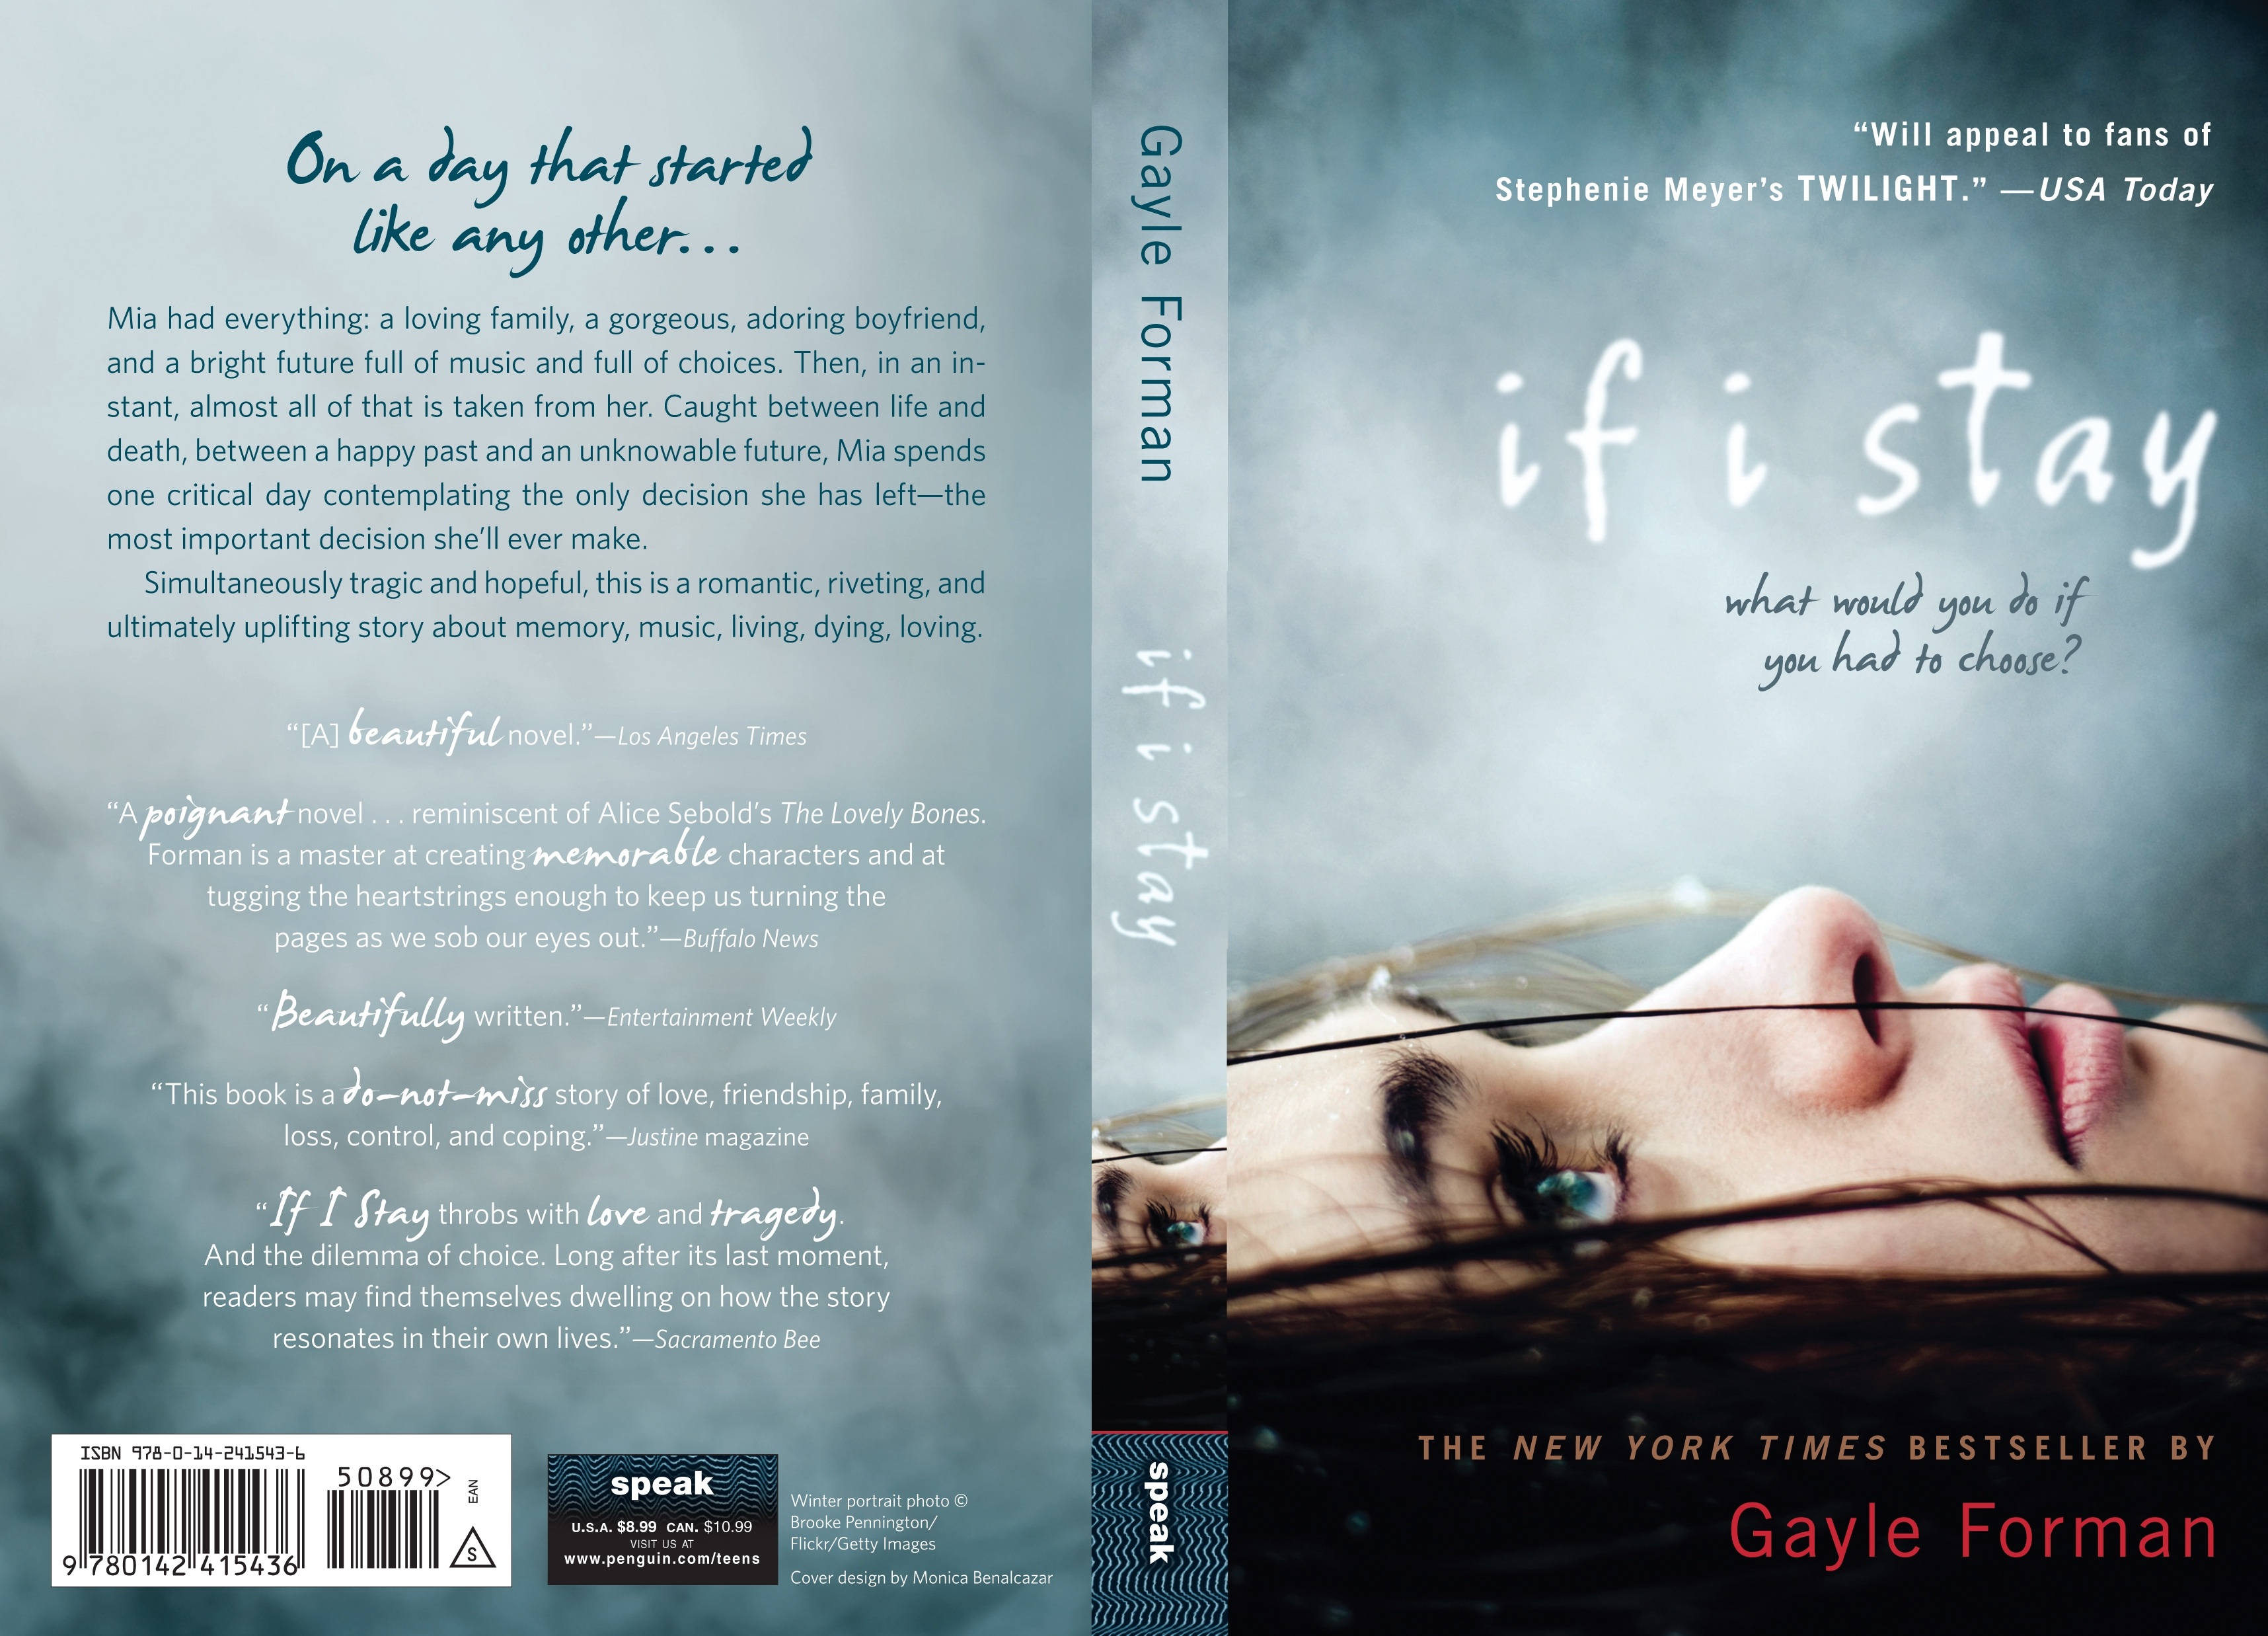 On a day that started
like any other...
Mia had everything: a loving family, a gorgeous, adoring boyfriend,
and a bright future full of music and full of choices. Then, in an in-
stant, almost all of that is taken from her. Caught between life and
death, between a happy past and an unknowable future, Mia spends
one critical day contemplating the only decision she has left—the
most important decision she’ll ever make.
Simultaneously tragic and hopeful, this is a romantic, riveting, and
ultimately uplifting story about memory, music, living, dying, loving.
“[A] beautiful novel.”—Los Angeles Times
“A poignant novel . . . reminiscent of Alice Sebold’s The Lovely Bones.
Forman is a master at creating memorable characters and at
tugging the heartstrings enough to keep us turning the
pages as we sob our eyes out.”—Buffalo News
“Beautifully written.”—Entertainment Weekly
“This book is a do-not-miss story of love, friendship, family,
loss, control, and coping.”—Justine magazine
“If I Stay throbs with love and tragedy.
And the dilemma of choice. Long after its last moment,
readers may find themselves dwelling on how the story
resonates in their own lives.”—Sacramento Bee
ISBN 978-0-14-241543-6
50899>
EAN
S
9 780142 415436
speak
U.S.A. $8.99 CAN. $10.99
VISIT US AT
www.penguin.com/teens
Winter portrait photo ©
Brooke Pennington/
Flickr/Getty Images
Cover design by Monica Benalcazar
Gayle Forman
if i stay
speak
“Will appeal to fans of
Stephenie Meyer’s TWILIGHT.” —USA Today
if i stay
what would you do if
you had to choose?
THE NEW YORK TIMES BESTSELLER BY
Gayle Forman